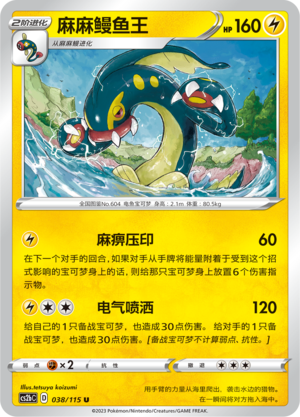 2阶进化
麻麻鳗鱼王
HP 160
从麻麻鳗进化
全国图鉴No.604 电鱼宝可梦 身高:2.1m 体重:80.5kg
麻痹压印 60
在下一个对手的回合,如果对手从手牌将能量附着于受到这个招
式影响的宝可梦身上的话,则给那只宝可梦身上放置6个伤害指
示物。
电气喷洒 120
给自己的1只备战宝可梦,也造成30点伤害。给对手的1只备战
宝可梦,也造成30点伤害。[备战宝可梦不计算弱点、抗性。]
弱点 ×2 抗性 撤退
Illus.tetsuya koizumi
CS2bC D 038/115 U
用手臂的力量从海里爬出、袭击水边的猎物。
在一瞬间将对方拖入海中。
©2023 Pokémon/Nintendo/Creatures/GAME FREAK.